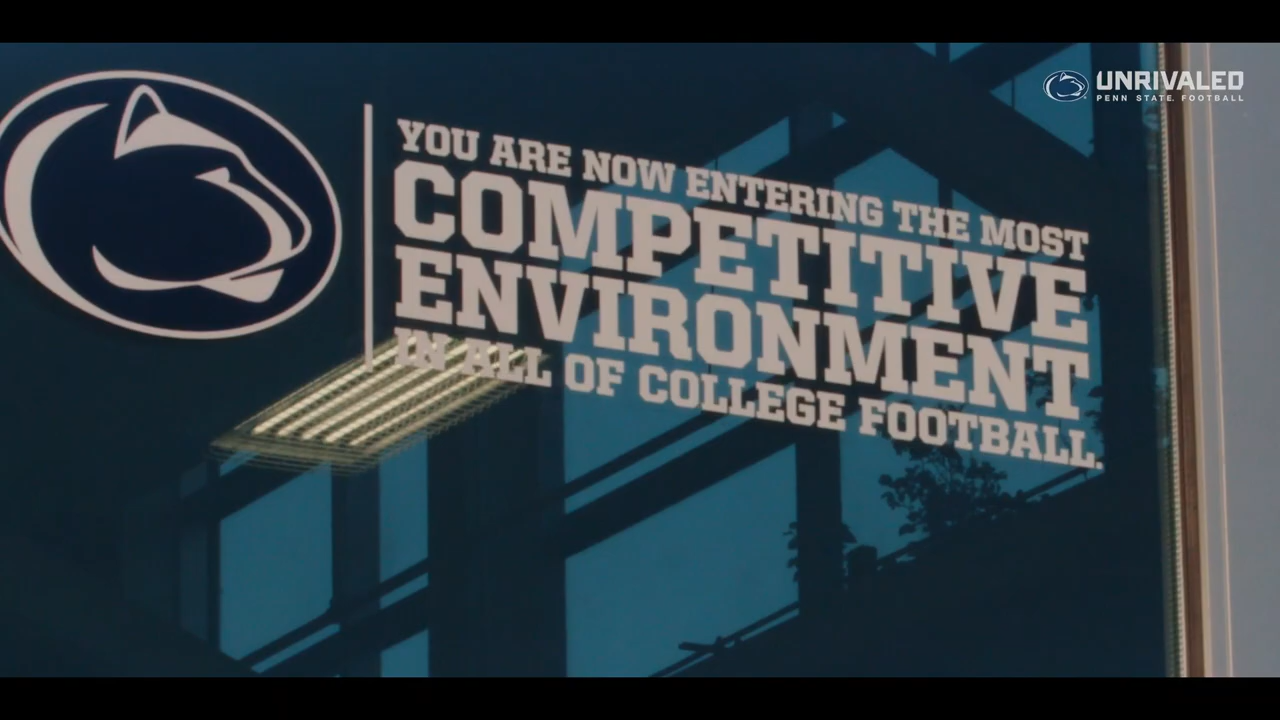 UNRIVALED
PENN STATE FOOTBALL
YOU ARE NOW ENTERING THE MOST
COMPETITIVE
ENVIRONMENT
IN ALL OF COLLEGE FOOTBALL.